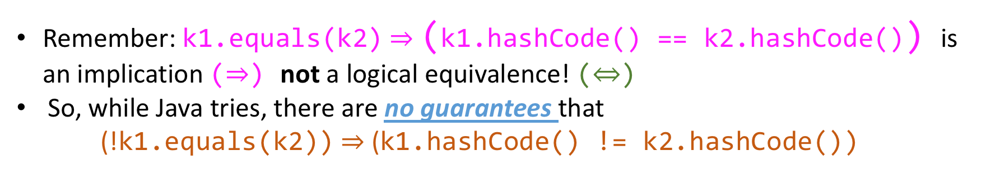 • Remember: k1.equals(k2) ⇒ (k1.hashCode() == k2.hashCode()) is
an implication (⇒) not a logical equivalence! (⇔)
• So, while Java tries, there are no guarantees that
(!k1.equals(k2)) ⇒ (k1.hashCode() != k2.hashCode())